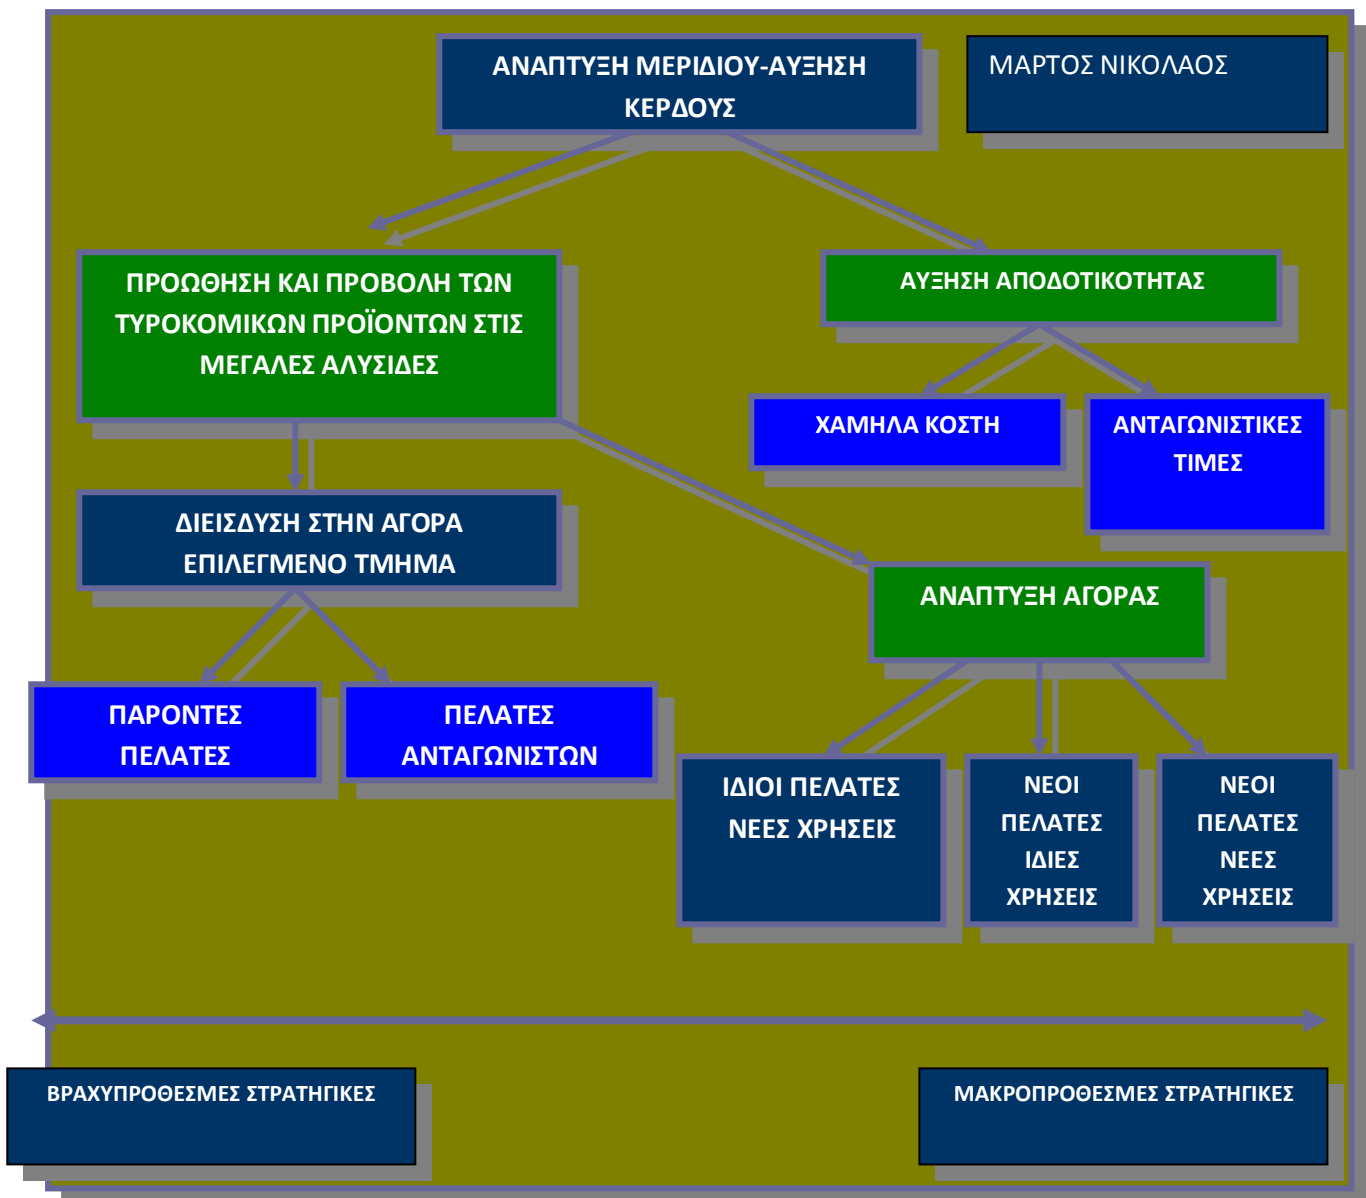 ΑΝΑΠΤΥΞΗ ΜΕΡΙΔΙΟΥ-ΑΥΞΗΣΗ
ΚΕΡΔΟΥΣ
ΜΑΡΤΟΣ ΝΙΚΟΛΑΟΣ
ΠΡΟΩΘΗΣΗ ΚΑΙ ΠΡΟΒΟΛΗ ΤΩΝ
ΤΥΡΟΚΟΜΙΚΩΝ ΠΡΟΪΟΝΤΩΝ ΣΤΙΣ
ΜΕΓΑΛΕΣ ΑΛΥΣΙΔΕΣ
ΑΥΞΗΣΗ ΑΠΟΔΟΤΙΚΟΤΗΤΑΣ
ΧΑΜΗΛΑ ΚΟΣΤΗ
ΑΝΤΑΓΩΝΙΣΤΙΚΕΣ
ΤΙΜΕΣ
ΔΙΕΙΣΔΥΣΗ ΣΤΗΝ ΑΓΟΡΑ
ΕΠΙΛΕΓΜΕΝΟ ΤΜΗΜΑ
ΑΝΑΠΤΥΞΗ ΑΓΟΡΑΣ
ΠΑΡΟΝΤΕΣ
ΠΕΛΑΤΕΣ
ΠΕΛΑΤΕΣ
ΑΝΤΑΓΩΝΙΣΤΩΝ
ΙΔΙΟΙ ΠΕΛΑΤΕΣ
ΝΕΕΣ ΧΡΗΣΕΙΣ
ΝΕΟΙ
ΠΕΛΑΤΕΣ
ΙΔΙΕΣ
ΧΡΗΣΕΙΣ
ΝΕΟΙ
ΠΕΛΑΤΕΣ
ΝΕΕΣ
ΧΡΗΣΕΙΣ
ΒΡΑΧΥΠΡΟΘΕΣΜΕΣ ΣΤΡΑΤΗΓΙΚΕΣ
ΜΑΚΡΟΠΡΟΘΕΣΜΕΣ ΣΤΡΑΤΗΓΙΚΕΣ